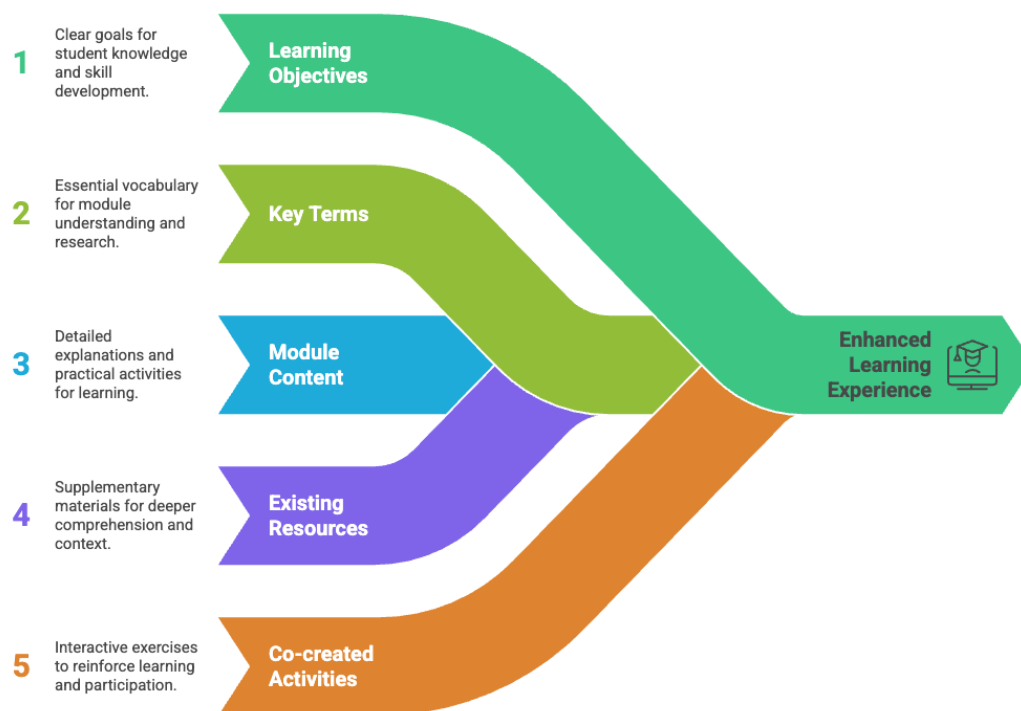 1
Clear goals for
student knowledge
and skill
development.
Learning
Objectives
2
Essential vocabulary
for module
understanding and
research.
Key Terms
3
Detailed
explanations and
practical activities
for learning.
Module
Content
Enhanced
Learning
Experience
4
Supplementary
materials for deeper
comprehension and
context.
Existing
Resources
5
Interactive exercises
to reinforce learning
and participation.
Co-created
Activities